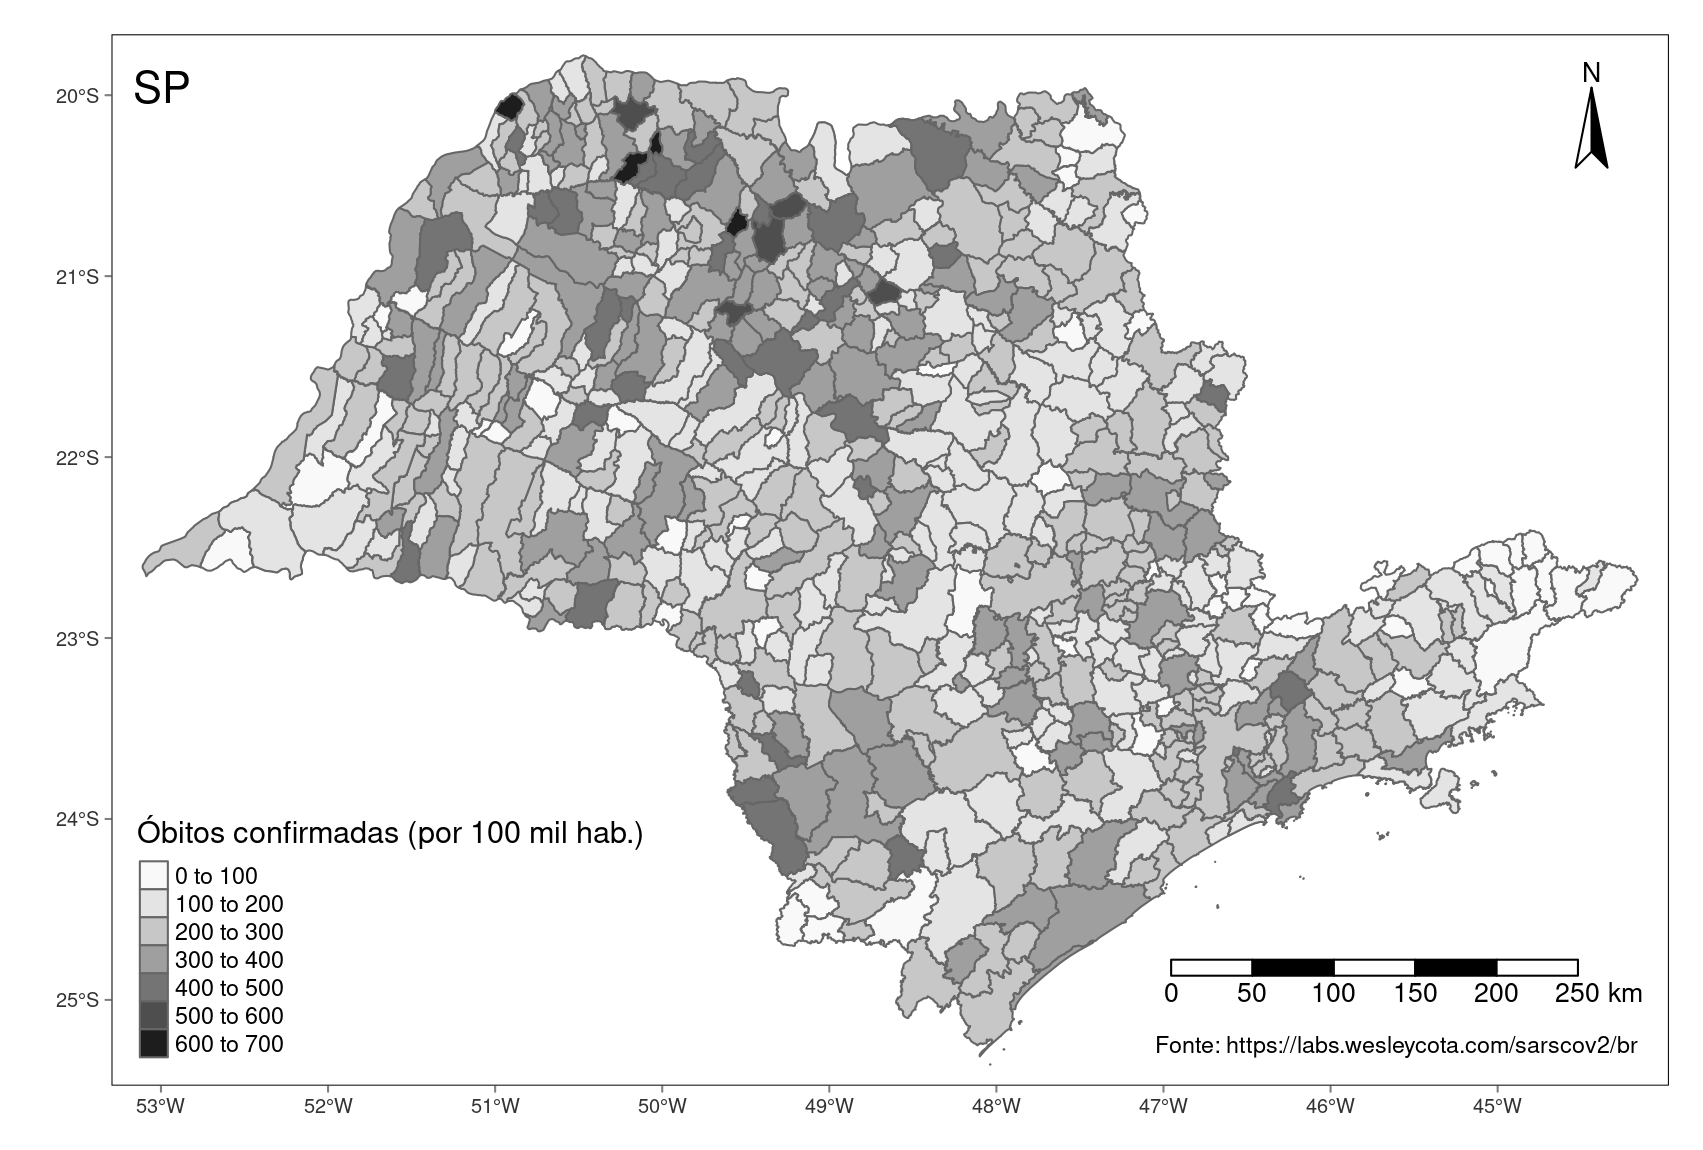 SP
N
20°S
21°S
22°S
23°S
24°S
25°S
Óbitos confirmadas (por 100 mil hab.)
0 to 100
100 to 200
200 to 300
300 to 400
400 to 500
500 to 600
600 to 700
0 50 100 150 200 250 km
Fonte: https://labs.wesleycota.com/sarscov2/br
53°W 52°W 51°W 50°W 49°W 48°W 47°W 46°W 45°W